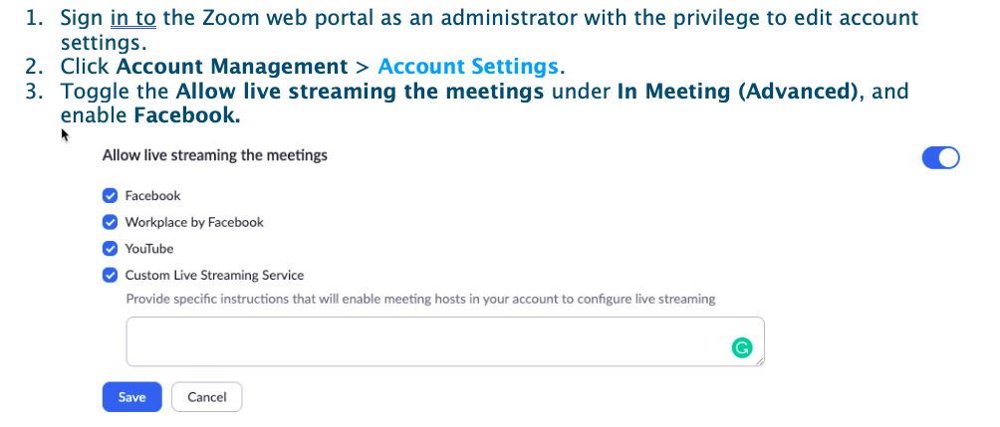 1. Sign in to the Zoom web portal as an administrator with the privilege to edit account
settings.
2. Click Account Management > Account Settings.
3. Toggle the Allow live streaming the meetings under In Meeting (Advanced), and
enable Facebook.
Allow live streaming the meetings
Facebook
Workplace by Facebook
YouTube
Custom Live Streaming Service
Provide specific instructions that will enable meeting hosts in your account to configure live streaming
Save Cancel